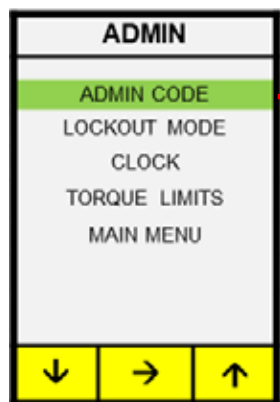 ADMIN
ADMIN CODE
LOCKOUT MODE
CLOCK
TORQUE LIMITS
MAIN MENU
↓ → ↑